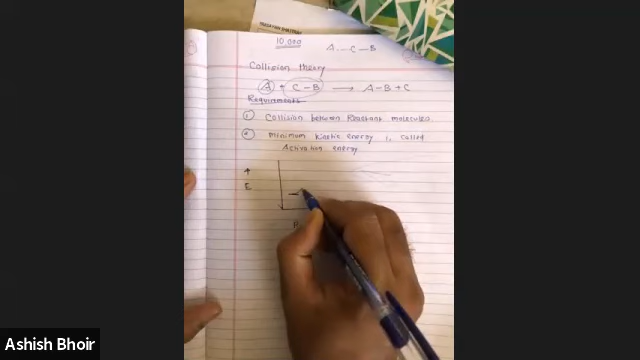 10,000
A — C — B
Collision theory
A + C — B → A — B + C
Requirements
① Collision between Reactant molecules.
② Minimum Kinetic energy is called
Activation energy
↑
E
Ashish Bhoir